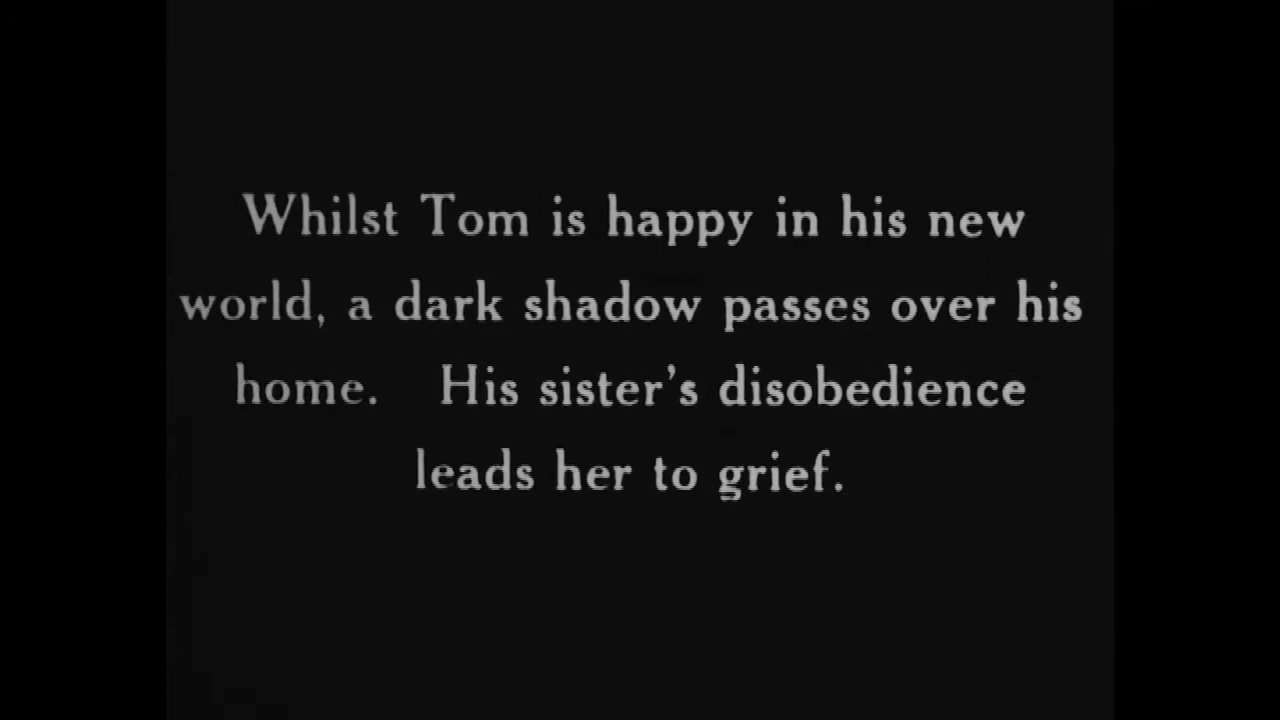 Whilst Tom is happy in his new
world, a dark shadow passes over his
home. His sister's disobedience
leads her to grief.